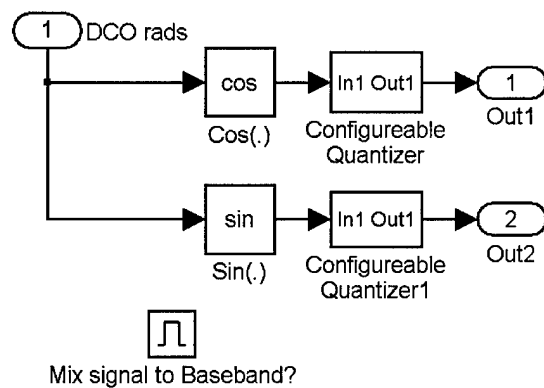 1
DCO rads
cos
Cos(.)
In1 Out1
Configureable
Quantizer
1
Out1
sin
Sin(.)
In1 Out1
Configureable
Quantizer1
2
Out2
Mix signal to Baseband?